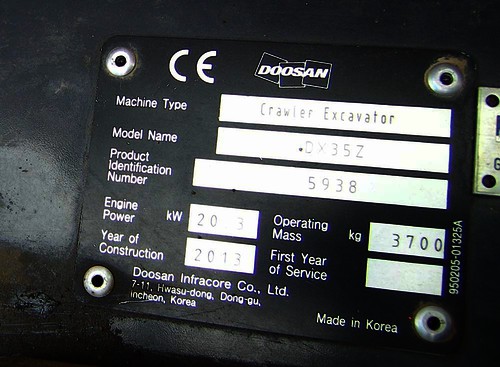 CE DOOSAN
Machine Type Crawler Excavator
Model Name DX35Z
Product
Identification
Number 5938
Engine
Power kW 20 3 Operating
Mass kg 3700
Year of
Construction 2013 First Year
of Service
Doosan Infracore Co., Ltd.
7-11, Hwasu-dong, Dong-gu,
Incheon, Korea
Made in Korea
950205-01325A